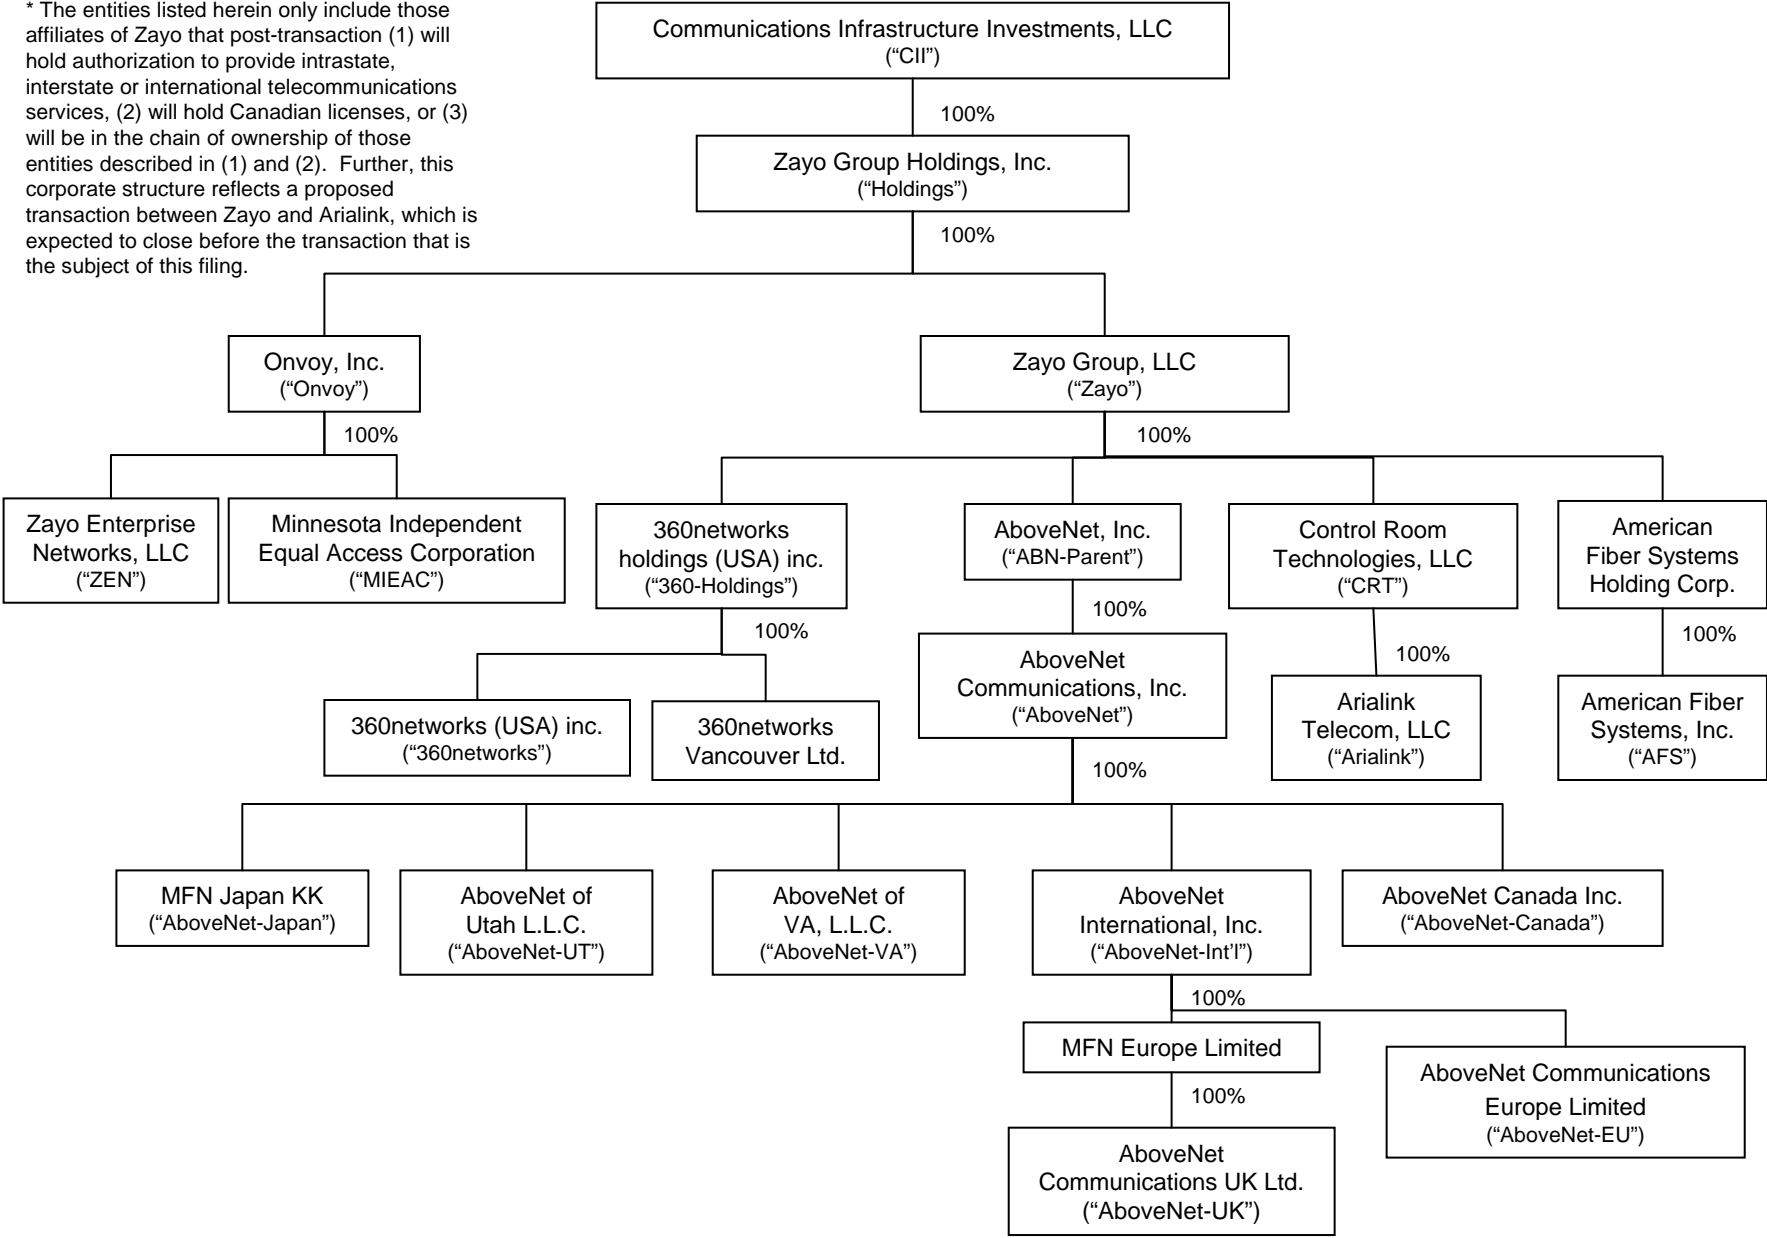 * The entities listed herein only include those
affiliates of Zayo that post-transaction (1) will
hold authorization to provide intrastate,
interstate or international telecommunications
services, (2) will hold Canadian licenses, or (3)
will be in the chain of ownership of those
entities described in (1) and (2).  Further, this
corporate structure reflects a proposed
transaction between Zayo and Arialink, which is
expected to close before the transaction that is
the subject of this filing.
Communications Infrastructure Investments, LLC
(“CII”)
100%
Zayo Group Holdings, Inc.
(“Holdings”)
100%
Onvoy, Inc.
(“Onvoy”)
100%
Zayo Group, LLC
(“Zayo”)
100%
Zayo Enterprise
Networks, LLC
(“ZEN”)
Minnesota Independent
Equal Access Corporation
(“MIEAC”)
360networks
holdings (USA) inc.
(“360-Holdings”)
100%
AboveNet, Inc.
(“ABN-Parent”)
100%
Control Room
Technologies, LLC
(“CRT”)
100%
American
Fiber Systems
Holding Corp.
100%
360networks (USA) inc.
(“360networks”)
360networks
Vancouver Ltd.
AboveNet
Communications, Inc.
(“AboveNet”)
100%
Arialink
Telecom, LLC
(“Arialink”)
American Fiber
Systems, Inc.
(“AFS”)
MFN Japan KK
(“AboveNet-Japan”)
AboveNet of
Utah L.L.C.
(“AboveNet-UT”)
AboveNet of
VA, L.L.C.
(“AboveNet-VA”)
AboveNet
International, Inc.
(“AboveNet-Int’l”)
100%
AboveNet Canada Inc.
(“AboveNet-Canada”)
MFN Europe Limited
100%
AboveNet Communications
Europe Limited
(“AboveNet-EU”)
AboveNet
Communications UK Ltd.
(“AboveNet-UK”)